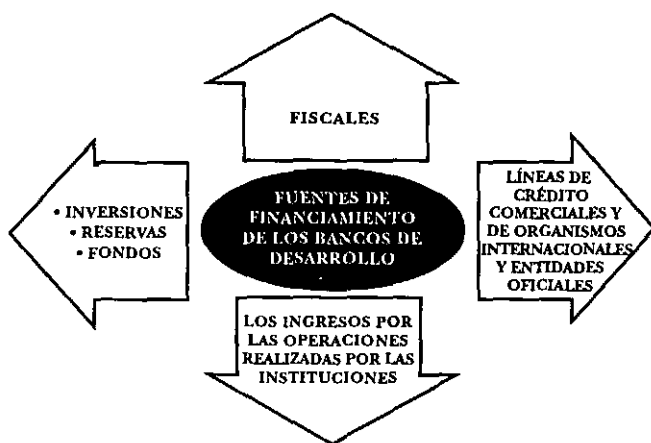 FISCALES
• INVERSIONES
• RESERVAS
• FONDOS
FUENTES DE
FINANCIAMIENTO
DE LOS BANCOS DE
DESARROLLO
LÍNEAS DE
CRÉDITO
COMERCIALES Y
DE ORGANISMOS
INTERNACIONALES
Y ENTIDADES
OFICIALES
LOS INGRESOS POR
LAS OPERACIONES
REALIZADAS POR LAS
INSTITUCIONES